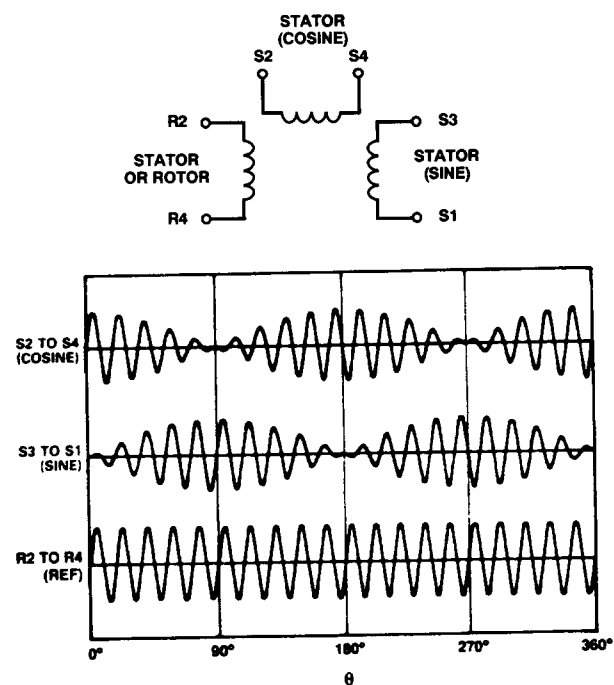 STATOR
(COSINE)
S2 S4
R2 S3
STATOR
OR ROTOR
STATOR
(SINE)
R4 S1
S2 TO S4
(COSINE)
S3 TO S1
(SINE)
R2 TO R4
(REF)
0° 90° 180° 270° 360°
θ